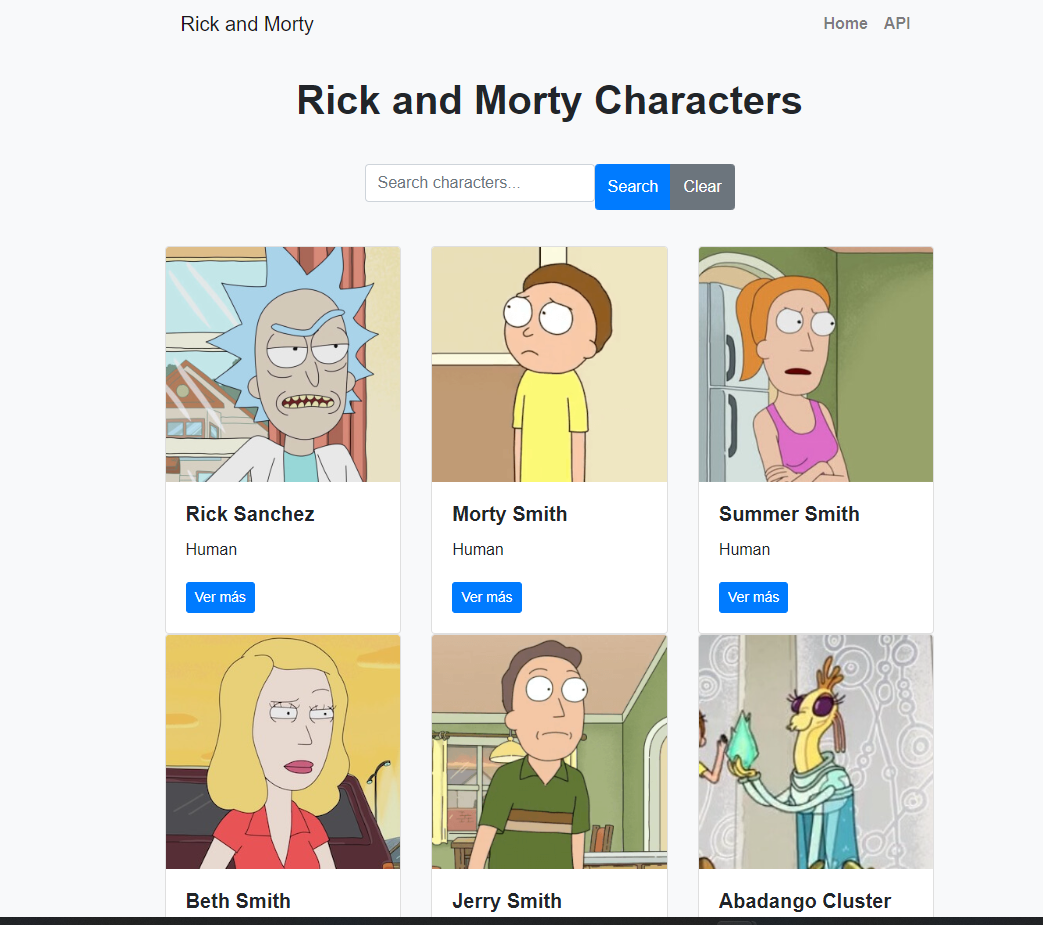 Rick and Morty Home API
Rick and Morty Characters
Search characters... Search Clear
Rick Sanchez
Human
Ver más
Morty Smith
Human
Ver más
Summer Smith
Human
Ver más
Beth Smith
Jerry Smith
Abadango Cluster